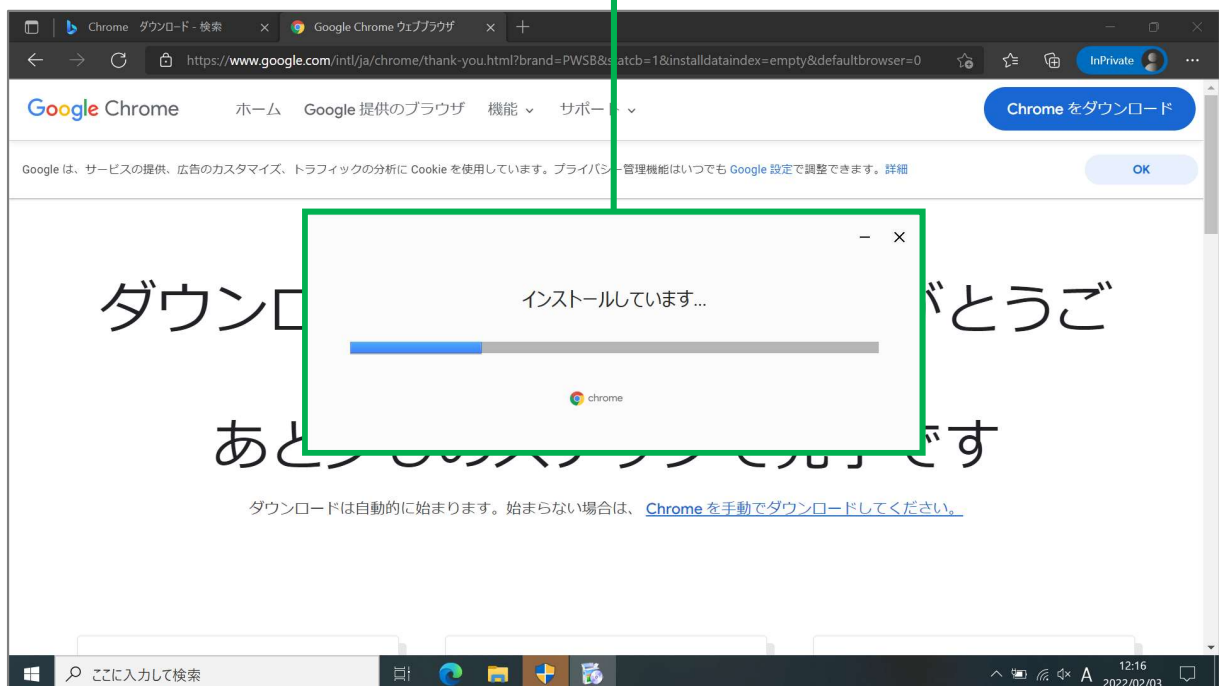 Chrome ダウンロード - 検索
Google Chrome ウェブブラウザ
https://www.google.com/intl/ja/chrome/thank-you.html?brand=PWSB&statcb=1&installdataindex=empty&defaultbrowser=0
InPrivate
Google Chrome
ホーム
Google 提供のブラウザ
機能
サポート
Chrome をダウンロード
Google は、サービスの提供、広告のカスタマイズ、トラフィックの分析に Cookie を使用しています。プライバシー管理機能はいつでも Google 設定で調整できます。詳細
OK
インストールしています...
chrome
ダウンロ
がとうご
あと
です
ダウンロードは自動的に始まります。始まらない場合は、 Chrome を手動でダウンロードしてください。
ここに入力して検索
A
12:16
2022/02/03